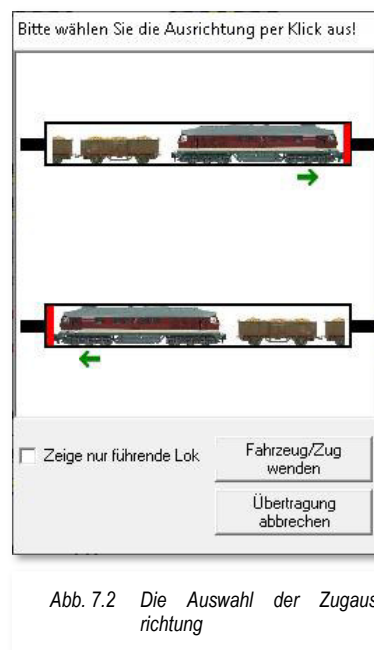 Bitte wählen Sie die Ausrichtung per Klick aus!
Zeige nur führende Lok
Fahrzeug/Zug
wenden
Übertragung
abbrechen
Abb. 7.2 Die Auswahl der Zugaus
richtung